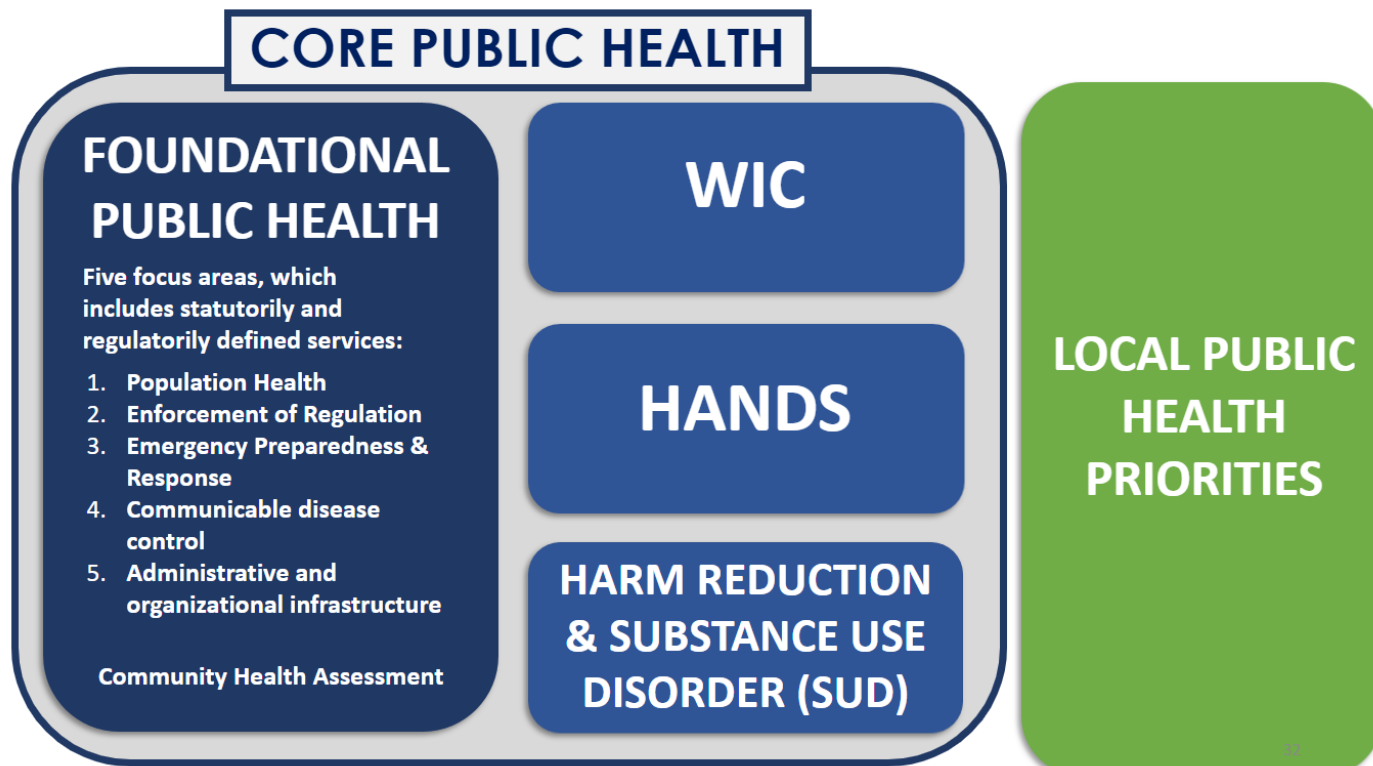 CORE PUBLIC HEALTH
FOUNDATIONAL
PUBLIC HEALTH
Five focus areas, which
includes statutorily and
regulatorily defined services:
1. Population Health
2. Enforcement of Regulation
3. Emergency Preparedness &
Response
4. Communicable disease
control
5. Administrative and
organizational infrastructure
Community Health Assessment
WIC
HANDS
HARM REDUCTION
& SUBSTANCE USE
DISORDER (SUD)
LOCAL PUBLIC
HEALTH
PRIORITIES
32